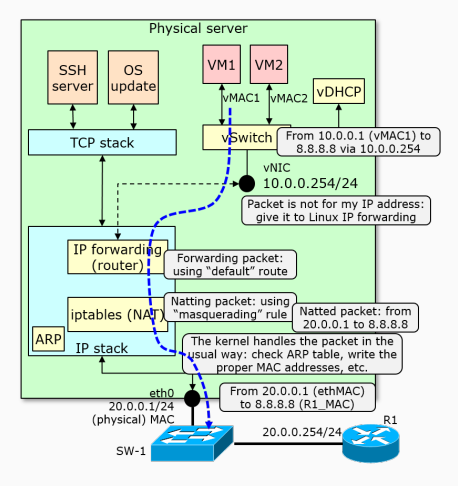 Physical server
SSH
server
OS
update
VM1
VM2
vMAC1
vMAC2
vDHCP
TCP stack
vSwitch
From 10.0.0.1 (vMAC1) to
8.8.8.8 via 10.0.0.254
vNIC
10.0.0.254/24
Packet is not for my IP address:
give it to Linux IP forwarding
IP forwarding
(router)
Forwarding packet:
using “default” route
iptables (NAT)
Natting packet: using
“masquerading” rule
Natted packet: from
20.0.0.1 to 8.8.8.8
ARP
IP stack
The kernel handles the packet in the
usual way: check ARP table, write the
proper MAC addresses, etc.
eth0
20.0.0.1/24
(physical) MAC
From 20.0.0.1 (ethMAC)
to 8.8.8.8 (R1_MAC)
SW-1
20.0.0.254/24
R1